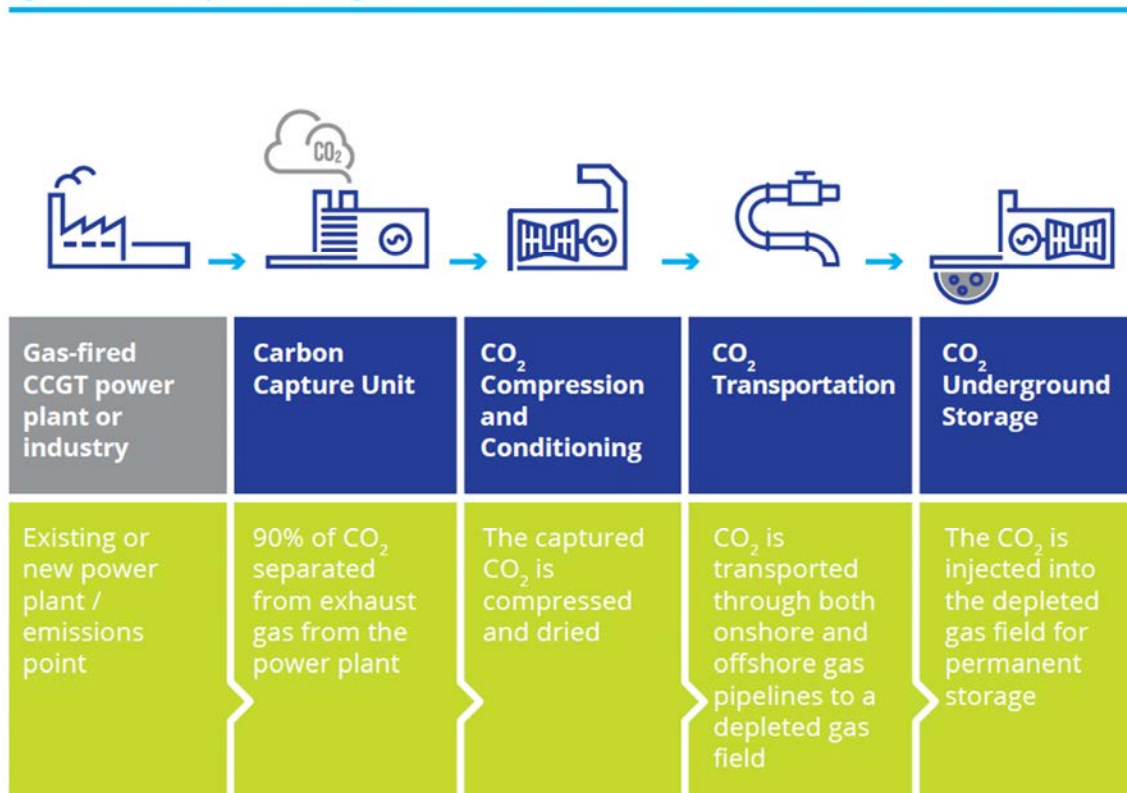 CO₂
Gas-fired
CCGT power
plant or
industry
Carbon
Capture Unit
CO₂
Compression
and
Conditioning
CO₂
Transportation
CO₂
Underground
Storage
Existing or
new power
plant /
emissions
point
90% of CO₂
separated
from exhaust
gas from the
power plant
The captured
CO₂ is
compressed
and dried
CO₂ is
transported
through both
onshore and
offshore gas
pipelines to a
depleted gas
field
The CO₂ is
injected into
the depleted
gas field for
permanent
storage